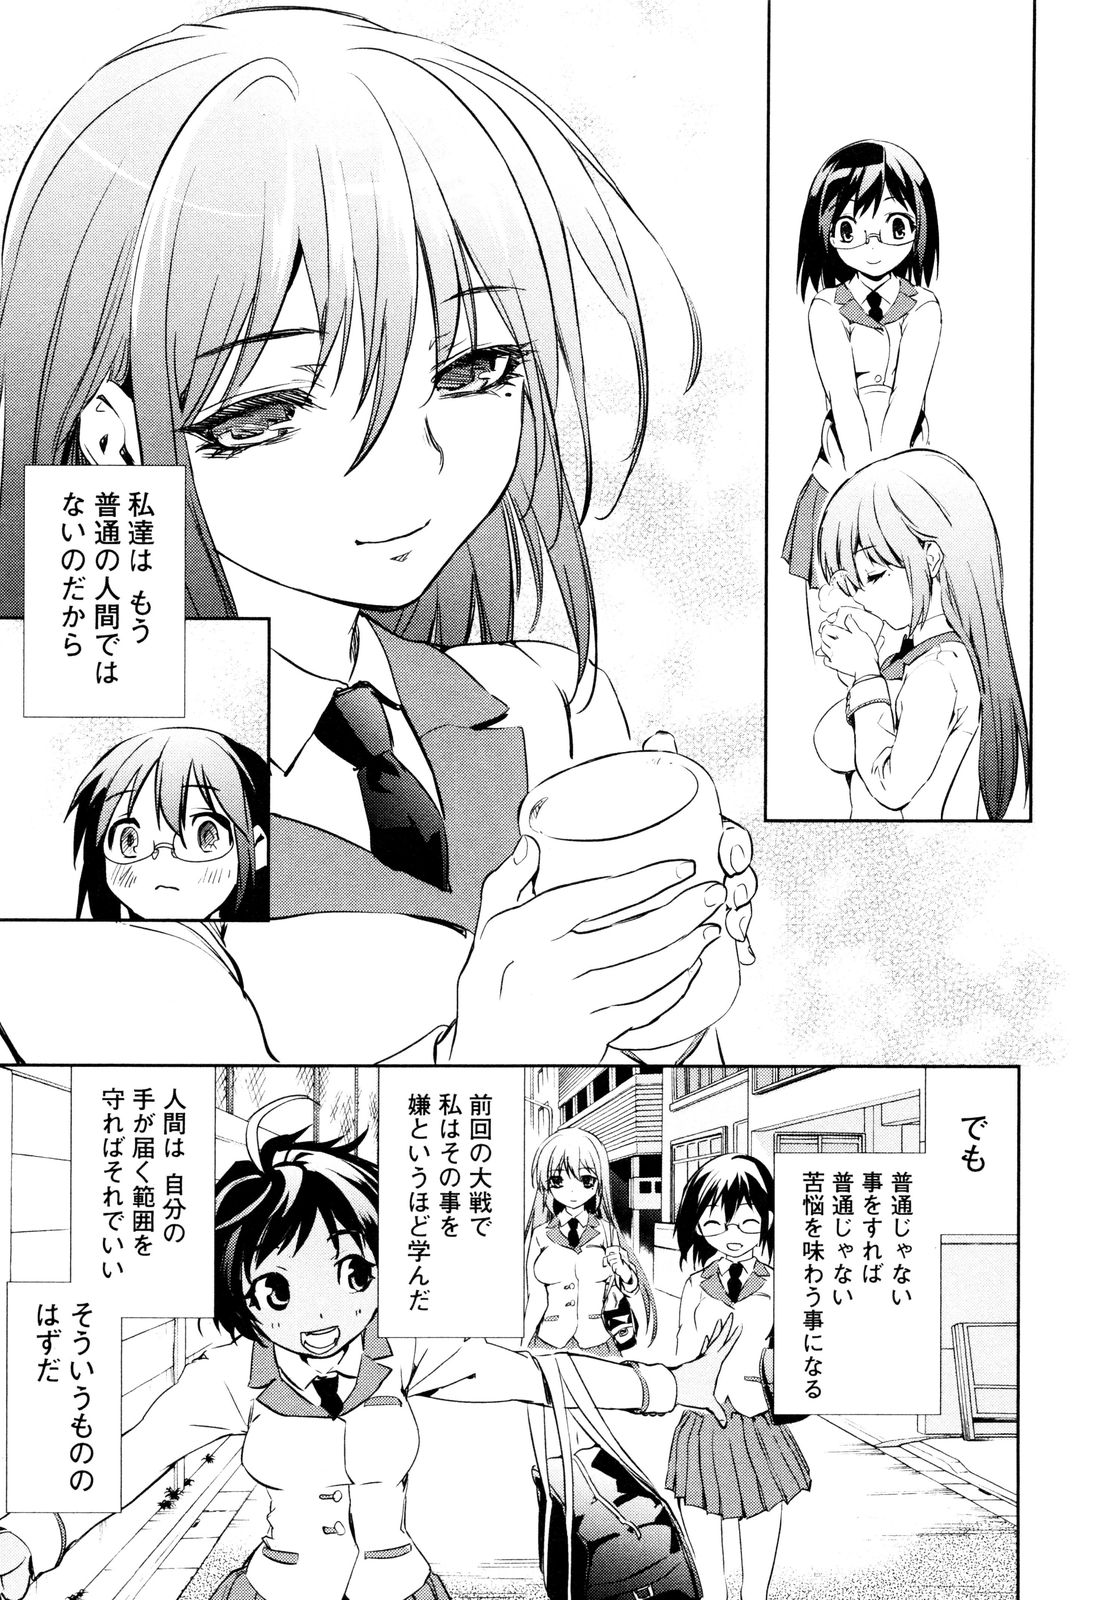 私達は もう
普通の人間では
ないのだから
でも
普通じゃない
事をすれば
普通じゃない
苦悩を味わう事になる
前回の大戦で
私はその事を
嫌というほど学んだ
人間は 自分の
手が届く範囲を
守ればそれでいい
そういうものの
はずだ